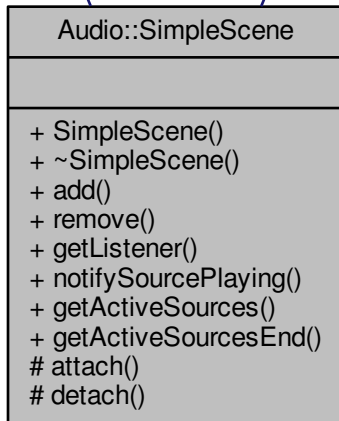 Audio::SimpleScene
+ SimpleScene()
+ ~SimpleScene()
+ add()
+ remove()
+ getListener()
+ notifySourcePlaying()
+ getActiveSources()
+ getActiveSourcesEnd()
# attach()
# detach()